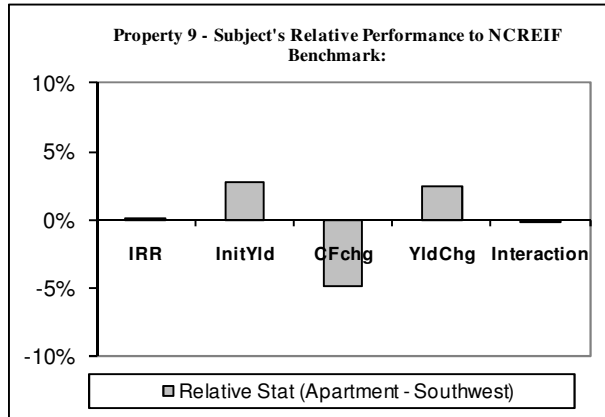 Property 9 - Subject's Relative Performance to NCREIF
Benchmark:
10%
5%
0%
IRR InitYld CFchg YldChg Interaction
-5%
-10%
Relative Stat (Apartment - Southwest)